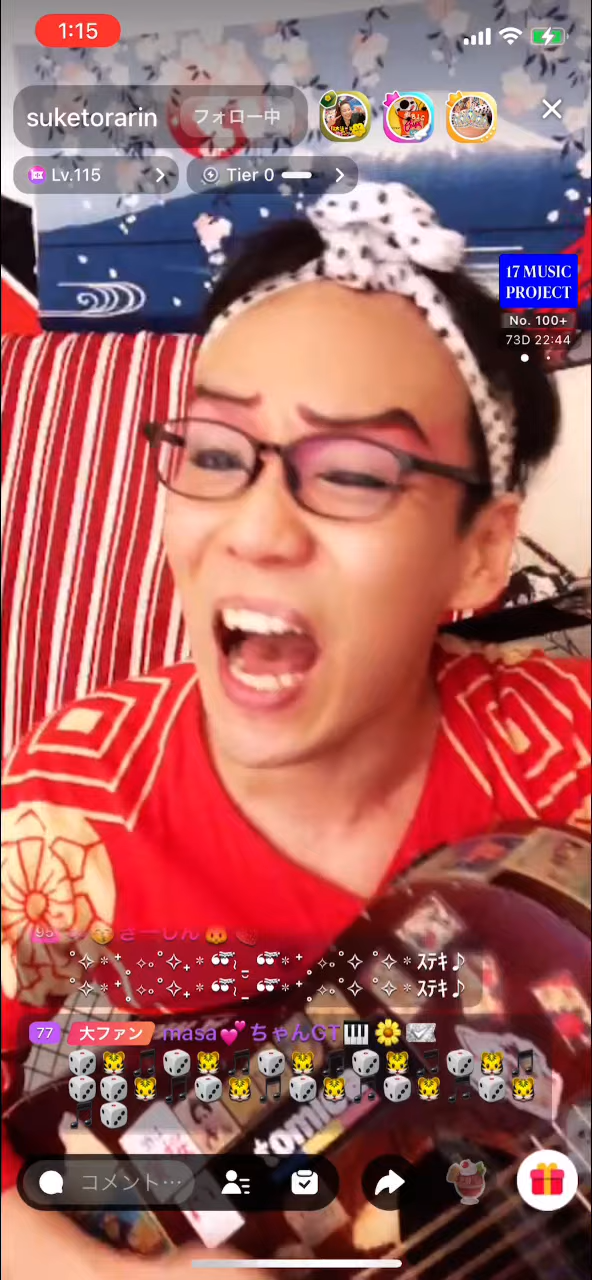 1:15
suketorarin フォロー中
Lv.115 Tier 0
17 MUSIC
PROJECT
No. 100+
73D 22:44
95 さーしん
ｽﾃｷ♪
ｽﾃｷ♪
77 大ファン masa💕ちゃんGT🎹🌻💌
🎲🐯🎵🎲🐯🎵🎲🐯🎵🎲🐯🎵🎲🐯🎵
🎲🎲🐯🎵🎲🐯🎵🎲🐯🎵🎲🐯🎵🎲🐯
🎵🎲
コメント…